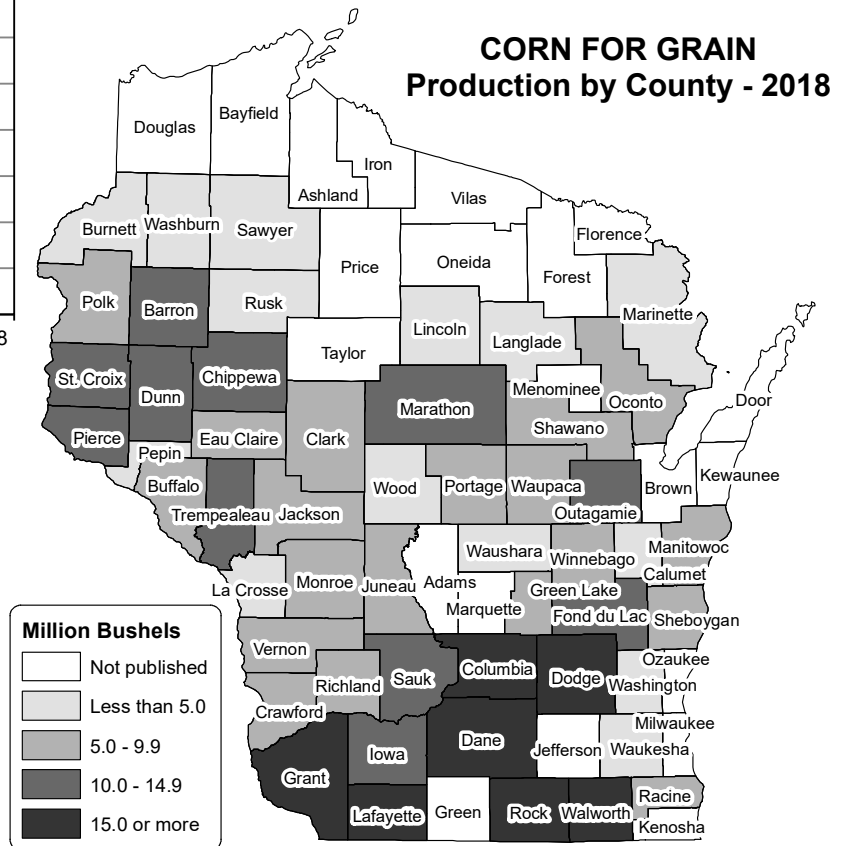 CORN FOR GRAIN
Production by County - 2018
8
Douglas
Bayfield
Iron
Ashland
Vilas
Burnett
Washburn
Sawyer
Florence
Price
Oneida
Forest
Polk
Barron
Rusk
Marinette
Lincoln
Langlade
Taylor
St. Croix
Dunn
Chippewa
Menominee
Oconto
Door
Marathon
Shawano
Pierce
Eau Claire
Clark
Pepin
Buffalo
Wood
Portage
Waupaca
Brown
Kewaunee
Trempealeau
Jackson
Outagamie
Waushara
Winnebago
Manitowoc
Calumet
La Crosse
Monroe
Juneau
Adams
Marquette
Green Lake
Fond du Lac
Sheboygan
Vernon
Richland
Sauk
Columbia
Dodge
Ozaukee
Washington
Crawford
Iowa
Dane
Jefferson
Milwaukee
Waukesha
Grant
Lafayette
Green
Rock
Walworth
Racine
Kenosha
Million Bushels
Not published
Less than 5.0
5.0 - 9.9
10.0 - 14.9
15.0 or more